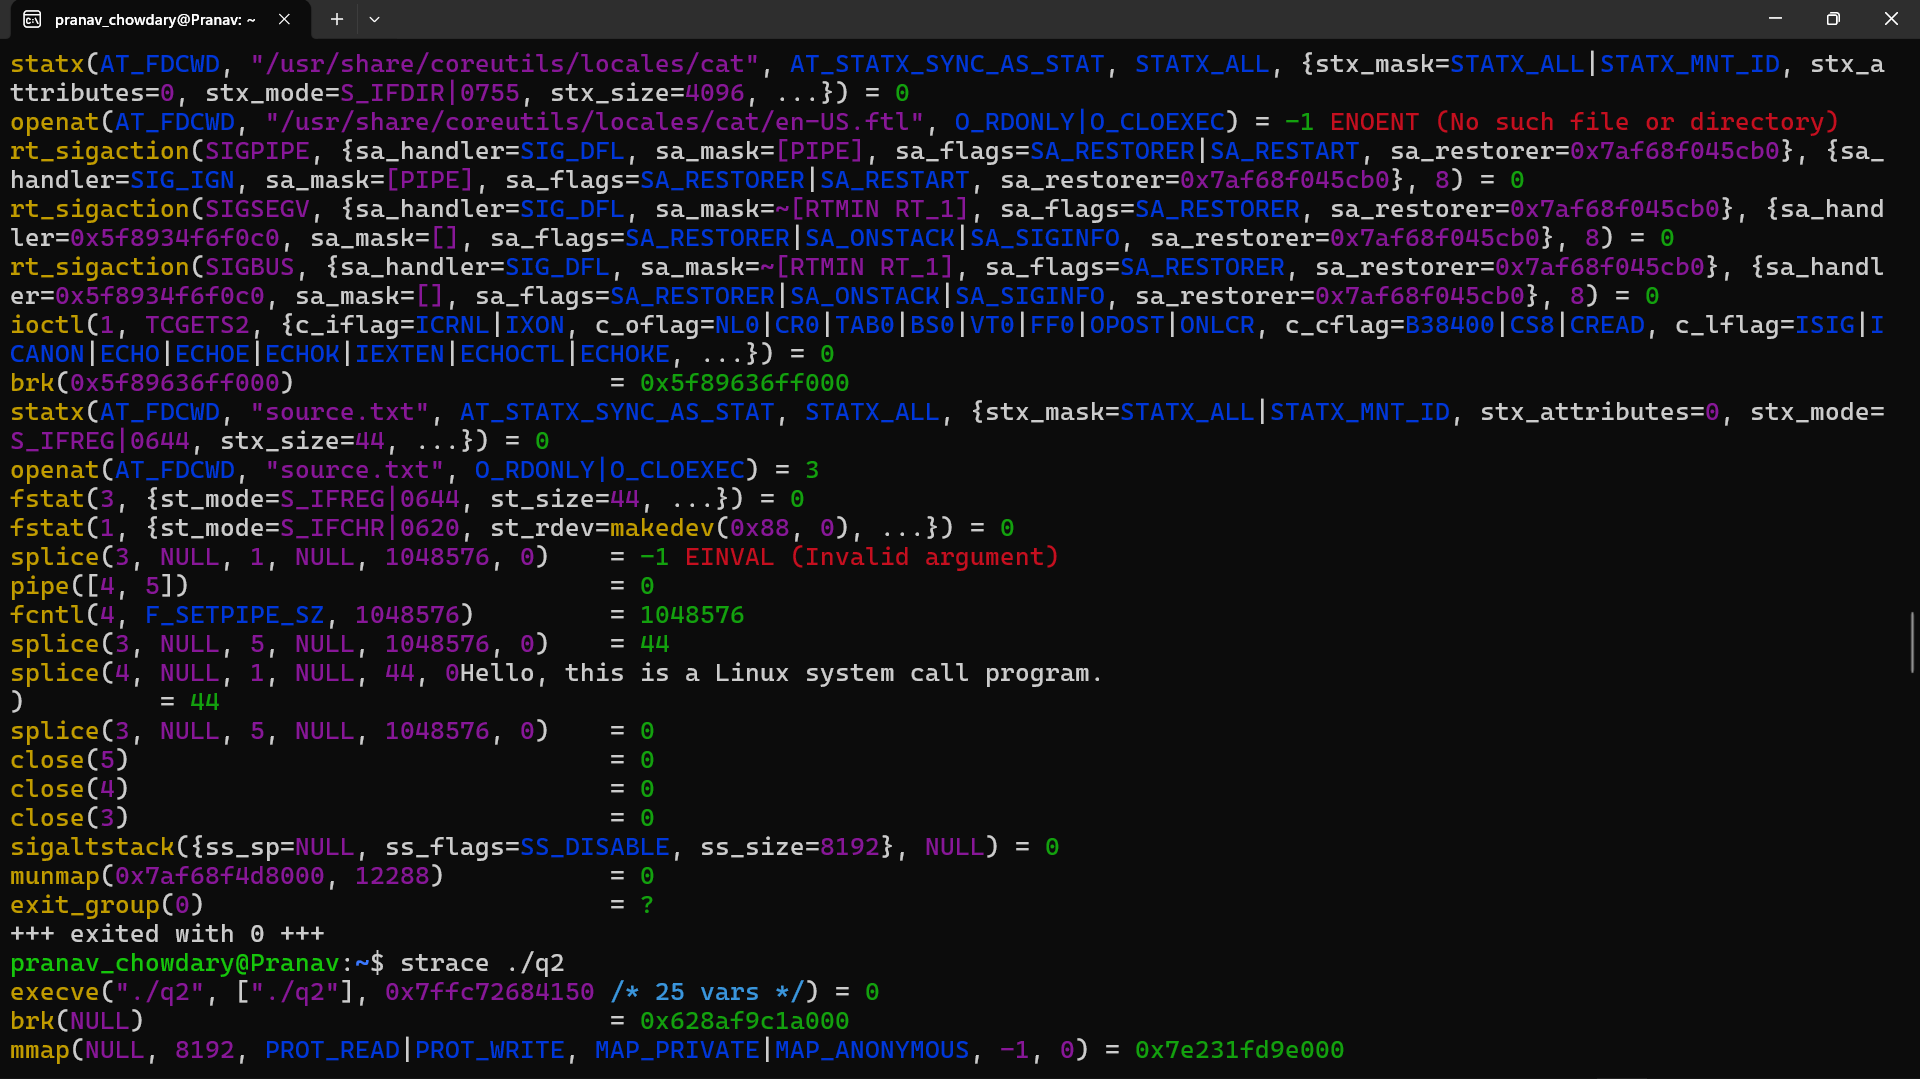 pranav_chowdary@Pranav: ~
statx(AT_FDCWD, "/usr/share/coreutils/locales/cat", AT_STATX_SYNC_AS_STAT, STATX_ALL, {stx_mask=STATX_ALL|STATX_MNT_ID, stx_a
ttributes=0, stx_mode=S_IFDIR|0755, stx_size=4096, ...}) = 0
openat(AT_FDCWD, "/usr/share/coreutils/locales/cat/en-US.ftl", O_RDONLY|O_CLOEXEC) = -1 ENOENT (No such file or directory)
rt_sigaction(SIGPIPE, {sa_handler=SIG_DFL, sa_mask=[PIPE], sa_flags=SA_RESTORER|SA_RESTART, sa_restorer=0x7af68f045cb0}, {sa_
handler=SIG_IGN, sa_mask=[PIPE], sa_flags=SA_RESTORER|SA_RESTART, sa_restorer=0x7af68f045cb0}, 8) = 0
rt_sigaction(SIGSEGV, {sa_handler=SIG_DFL, sa_mask=~[RTMIN RT_1], sa_flags=SA_RESTORER, sa_restorer=0x7af68f045cb0}, {sa_hand
ler=0x5f8934f6f0c0, sa_mask=[], sa_flags=SA_RESTORER|SA_ONSTACK|SA_SIGINFO, sa_restorer=0x7af68f045cb0}, 8) = 0
rt_sigaction(SIGBUS, {sa_handler=SIG_DFL, sa_mask=~[RTMIN RT_1], sa_flags=SA_RESTORER, sa_restorer=0x7af68f045cb0}, {sa_handl
er=0x5f8934f6f0c0, sa_mask=[], sa_flags=SA_RESTORER|SA_ONSTACK|SA_SIGINFO, sa_restorer=0x7af68f045cb0}, 8) = 0
ioctl(1, TCGETS2, {c_iflag=ICRNL|IXON, c_oflag=NL0|CR0|TAB0|BS0|VT0|FF0|OPOST|ONLCR, c_cflag=B38400|CS8|CREAD, c_lflag=ISIG|I
CANON|ECHO|ECHOE|ECHOK|IEXTEN|ECHOCTL|ECHOKE, ...}) = 0
brk(0x5f89636ff000)                     = 0x5f89636ff000
statx(AT_FDCWD, "source.txt", AT_STATX_SYNC_AS_STAT, STATX_ALL, {stx_mask=STATX_ALL|STATX_MNT_ID, stx_attributes=0, stx_mode=
S_IFREG|0644, stx_size=44, ...}) = 0
openat(AT_FDCWD, "source.txt", O_RDONLY|O_CLOEXEC) = 3
fstat(3, {st_mode=S_IFREG|0644, st_size=44, ...}) = 0
fstat(1, {st_mode=S_IFCHR|0620, st_rdev=makedev(0x88, 0), ...}) = 0
splice(3, NULL, 1, NULL, 1048576, 0)    = -1 EINVAL (Invalid argument)
pipe([4, 5])                            = 0
fcntl(4, F_SETPIPE_SZ, 1048576)         = 1048576
splice(3, NULL, 5, NULL, 1048576, 0)    = 44
splice(4, NULL, 1, NULL, 44, 0Hello, this is a Linux system call program.
)         = 44
splice(3, NULL, 5, NULL, 1048576, 0)    = 0
close(5)                                = 0
close(4)                                = 0
close(3)                                = 0
sigaltstack({ss_sp=NULL, ss_flags=SS_DISABLE, ss_size=8192}, NULL) = 0
munmap(0x7af68f4d8000, 12288)           = 0
exit_group(0)                           = ?
+++ exited with 0 +++
pranav_chowdary@Pranav:~$ strace ./q2
execve("./q2", ["./q2"], 0x7ffc72684150 /* 25 vars */) = 0
brk(NULL)                               = 0x628af9c1a000
mmap(NULL, 8192, PROT_READ|PROT_WRITE, MAP_PRIVATE|MAP_ANONYMOUS, -1, 0) = 0x7e231fd9e000